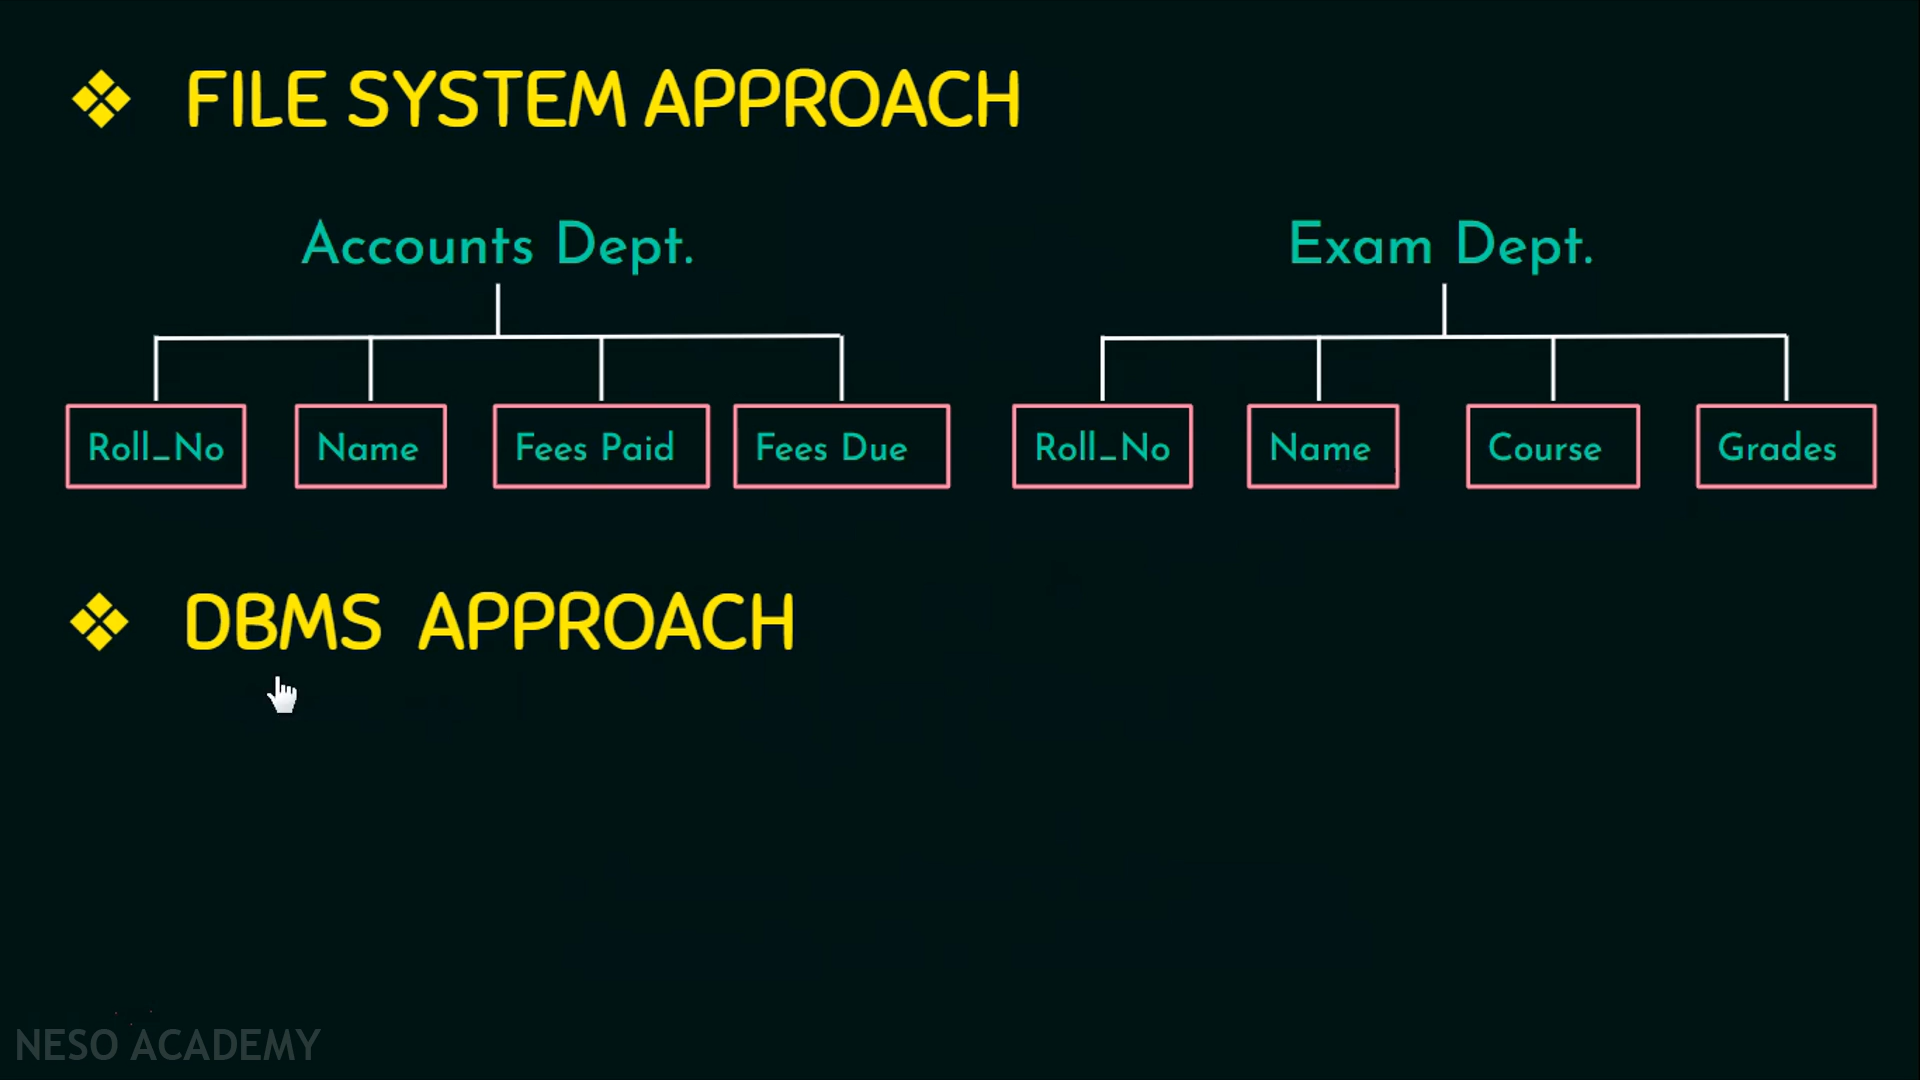 ❖ FILE SYSTEM APPROACH
Accounts Dept.
Exam Dept.
Roll_No Name Fees Paid Fees Due
Roll_No Name Course Grades
❖ DBMS APPROACH
NESO ACADEMY